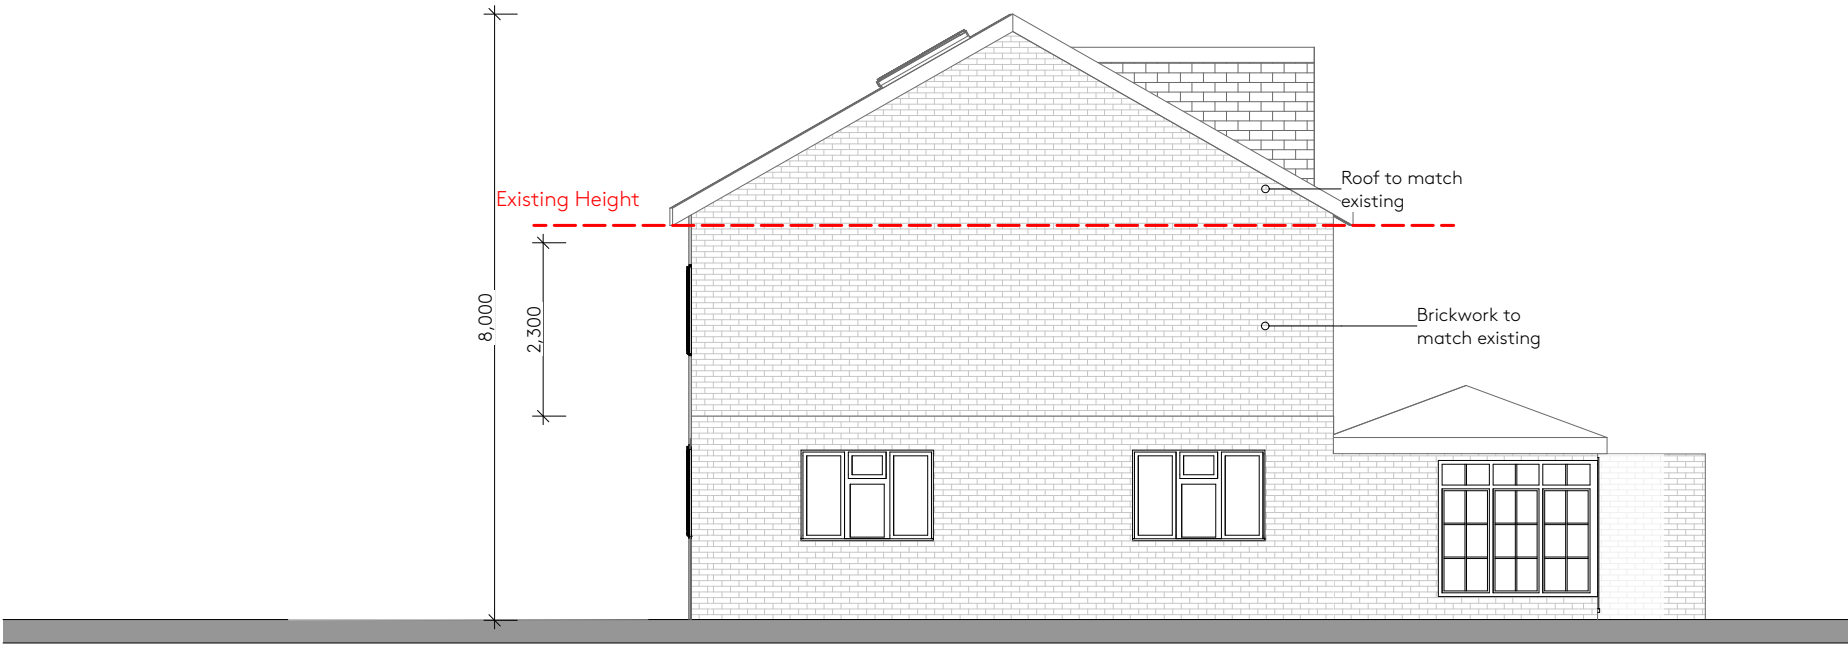 Existing Height
Roof to match
existing
8,000
2,300
Brickwork to
match existing